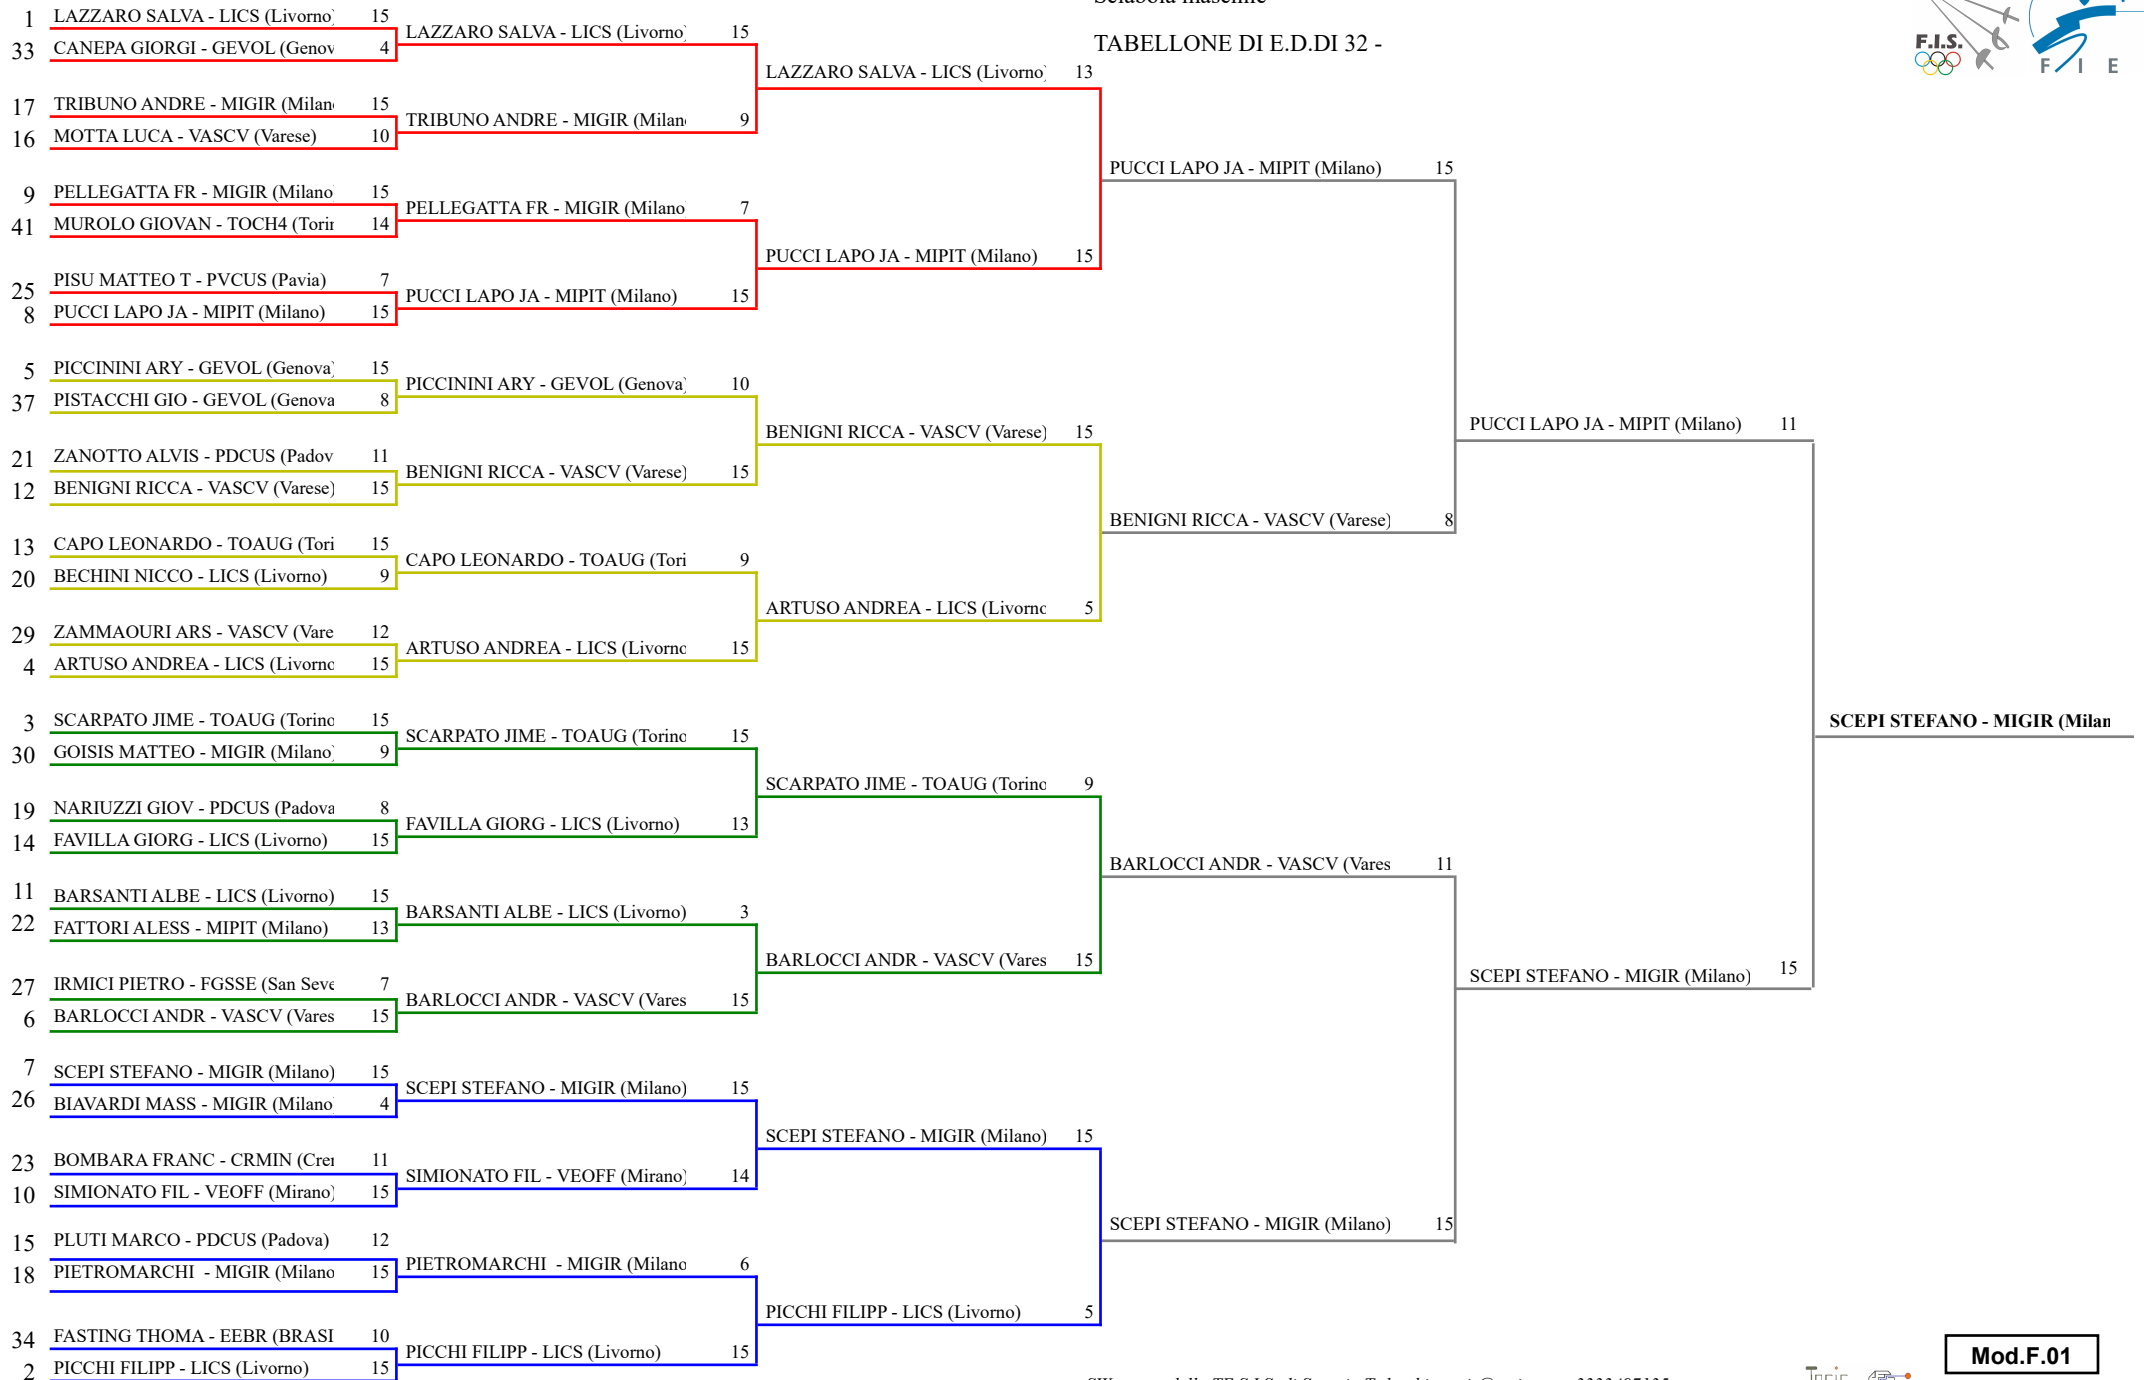 TABELLONE DI E.D.DI 32 -
F.I.S.
F I E
1 LAZZARO SALVA - LICS (Livorno) 15
33 CANEPA GIORGI - GEVOL (Genov 4
17 TRIBUNO ANDRE - MIGIR (Milan 15
16 MOTTA LUCA - VASCV (Varese) 10
9 PELLEGATTA FR - MIGIR (Milano 15
41 MUROLO GIOVAN - TOCH4 (Torir 14
25 PISU MATTEO T - PVCUS (Pavia) 7
8 PUCCI LAPO JA - MIPIT (Milano) 15
5 PICCININI ARY - GEVOL (Genova) 15
37 PISTACCHI GIO - GEVOL (Genova 8
21 ZANOTTO ALVIS - PDCUS (Padov 11
12 BENIGNI RICCA - VASCV (Varese) 15
13 CAPO LEONARDO - TOAUG (Tori 15
20 BECHINI NICCO - LICS (Livorno) 9
29 ZAMMAOURI ARS - VASCV (Vare 12
4 ARTUSO ANDREA - LICS (Livorno 15
3 SCARPATO JIME - TOAUG (Torino 15
30 GOISIS MATTEO - MIGIR (Milano) 9
19 NARIUZZI GIOV - PDCUS (Padova 8
14 FAVILLA GIORG - LICS (Livorno) 15
11 BARSANTI ALBE - LICS (Livorno) 15
22 FATTORI ALESS - MIPIT (Milano) 13
27 IRMICI PIETRO - FGSSE (San Seve 7
6 BARLOCCI ANDR - VASCV (Vares 15
7 SCEPI STEFANO - MIGIR (Milano) 15
26 BIAVARDI MASS - MIGIR (Milano) 4
23 BOMBARA FRANC - CRMIN (Crer 11
10 SIMIONATO FIL - VEOFF (Mirano) 15
15 PLUTI MARCO - PDCUS (Padova) 12
18 PIETROMARCHI - MIGIR (Milano 15
34 FASTING THOMA - EEBR (BRASI 10
2 PICCHI FILIPP - LICS (Livorno) 15
LAZZARO SALVA - LICS (Livorno) 15
TRIBUNO ANDRE - MIGIR (Milan 9
PELLEGATTA FR - MIGIR (Milano 7
PUCCI LAPO JA - MIPIT (Milano) 15
PICCININI ARY - GEVOL (Genova) 10
BENIGNI RICCA - VASCV (Varese) 15
CAPO LEONARDO - TOAUG (Tori 9
ARTUSO ANDREA - LICS (Livorno 15
SCARPATO JIME - TOAUG (Torino 15
FAVILLA GIORG - LICS (Livorno) 13
BARSANTI ALBE - LICS (Livorno) 3
BARLOCCI ANDR - VASCV (Vares 15
SCEPI STEFANO - MIGIR (Milano) 15
SIMIONATO FIL - VEOFF (Mirano) 14
PIETROMARCHI - MIGIR (Milano 6
PICCHI FILIPP - LICS (Livorno) 15
LAZZARO SALVA - LICS (Livorno) 13
PUCCI LAPO JA - MIPIT (Milano) 15
BENIGNI RICCA - VASCV (Varese) 15
ARTUSO ANDREA - LICS (Livorno 5
SCARPATO JIME - TOAUG (Torino 9
BARLOCCI ANDR - VASCV (Vares 15
SCEPI STEFANO - MIGIR (Milano) 15
PICCHI FILIPP - LICS (Livorno) 5
PUCCI LAPO JA - MIPIT (Milano) 15
BENIGNI RICCA - VASCV (Varese) 8
BARLOCCI ANDR - VASCV (Vares 11
SCEPI STEFANO - MIGIR (Milano) 15
PUCCI LAPO JA - MIPIT (Milano) 11
SCEPI STEFANO - MIGIR (Milano) 15
SCEPI STEFANO - MIGIR (Milan
Mod.F.01